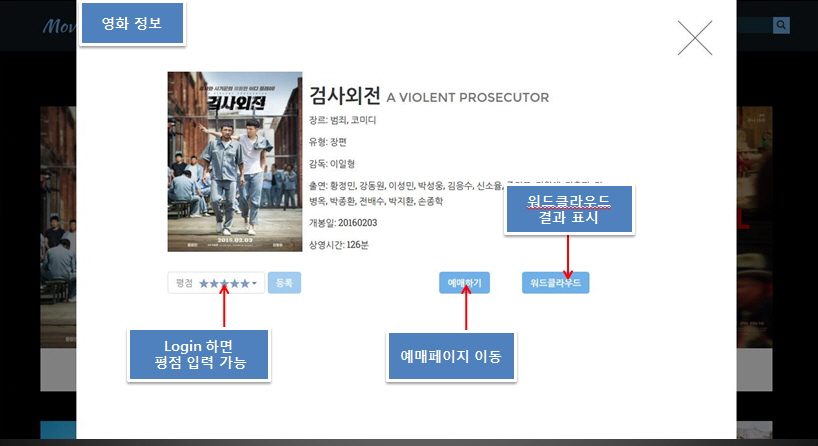 Mov
영화 정보
검사외전 A VIOLENT PROSECUTOR
장르: 범죄, 코미디
유형: 장편
감독: 이일형
출연: 황정민, 강동원, 이성민, 박성웅, 김응수, 신소율,
병옥, 박종환, 전배수, 박지환, 손종학
개봉일: 20160203
상영시간: 126분
검사외전
2016.02.03
워드클라우드
결과 표시
평점 ★★★★★
등록
예매하기
워드클라우드
Login 하면
평점 입력 가능
예매페이지 이동